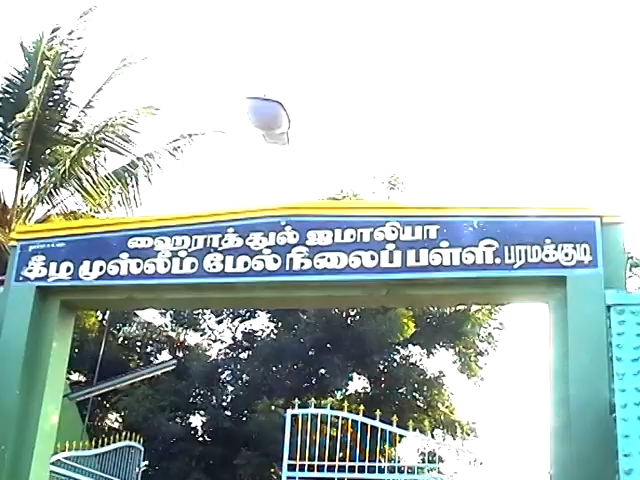 ஹைராத்துல் ஜமாலியா
கீழ முஸ்லீம் மேல் நிலைப் பள்ளி. பரமக்குடி